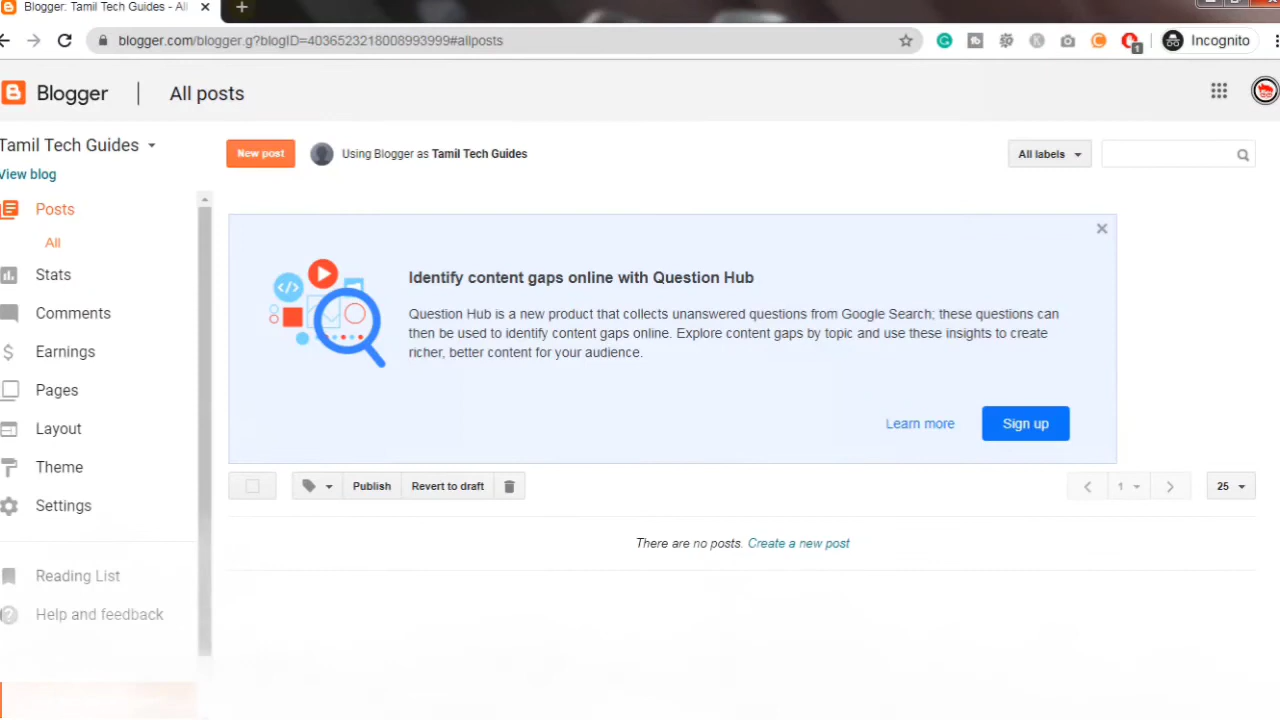 Blogger: Tamil Tech Guides - All
blogger.com/blogger.g?blogID=4036523218008993999#allposts
1
Incognito
Blogger
All posts
Tamil Tech Guides
View blog
New post
Using Blogger as Tamil Tech Guides
All labels
Posts
All
Stats
Comments
Earnings
Pages
Layout
Theme
Settings
Reading List
Help and feedback
Identify content gaps online with Question Hub
Question Hub is a new product that collects unanswered questions from Google Search; these questions can
then be used to identify content gaps online. Explore content gaps by topic and use these insights to create
richer, better content for your audience.
Learn more
Sign up
Publish
Revert to draft
1
25
There are no posts. Create a new post